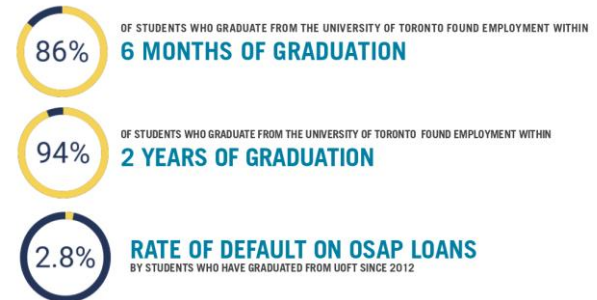 86%
OF STUDENTS WHO GRADUATE FROM THE UNIVERSITY OF TORONTO FOUND EMPLOYMENT WITHIN
6 MONTHS OF GRADUATION
94%
OF STUDENTS WHO GRADUATE FROM THE UNIVERSITY OF TORONTO FOUND EMPLOYMENT WITHIN
2 YEARS OF GRADUATION
2.8%
RATE OF DEFAULT ON OSAP LOANS
BY STUDENTS WHO HAVE GRADUATED FROM UOFT SINCE 2012